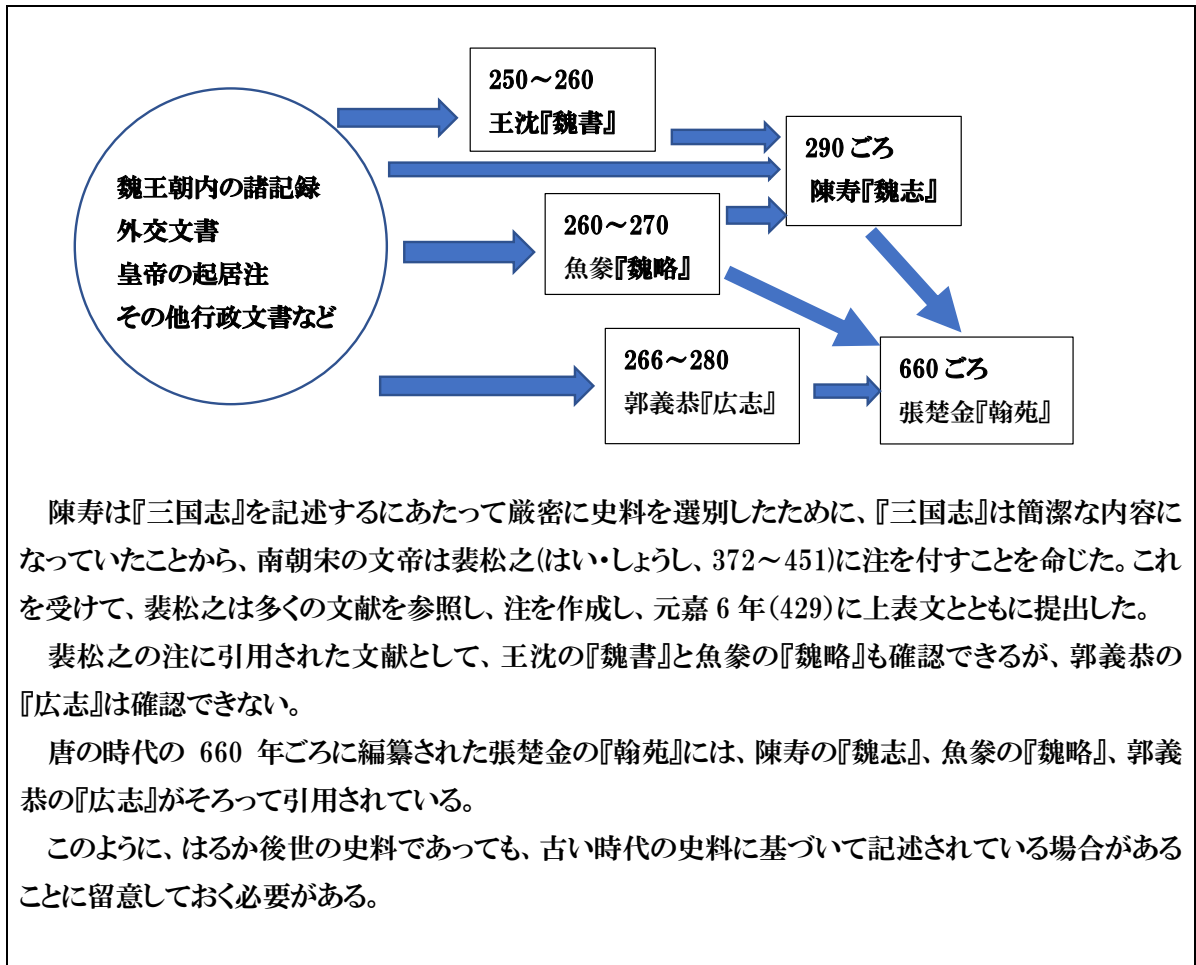 250～260
王沈『魏書』
290 ごろ
陳寿『魏志』
魏王朝内の諸記録
外交文書
皇帝の起居注
その他行政文書など
260～270
魚豢『魏略』
266～280
郭義恭『広志』
660 ごろ
張楚金『翰苑』
陳寿は『三国志』を記述するにあたって厳密に史料を選別したために、『三国志』は簡潔な内容に
なっていたことから、南朝宋の文帝は裴松之(はい・しょうし、372～451)に注を付すことを命じた。これ
を受けて、裴松之は多くの文献を参照し、注を作成し、元嘉 6 年(429)に上表文とともに提出した。
裴松之の注に引用された文献として、王沈の『魏書』と魚豢の『魏略』も確認できるが、郭義恭の
『広志』は確認できない。
唐の時代の 660 年ごろに編纂された張楚金の『翰苑』には、陳寿の『魏志』、魚豢の『魏略』、郭義
恭の『広志』がそろって引用されている。
このように、はるか後世の史料であっても、古い時代の史料に基づいて記述されている場合がある
ことに留意しておく必要がある。